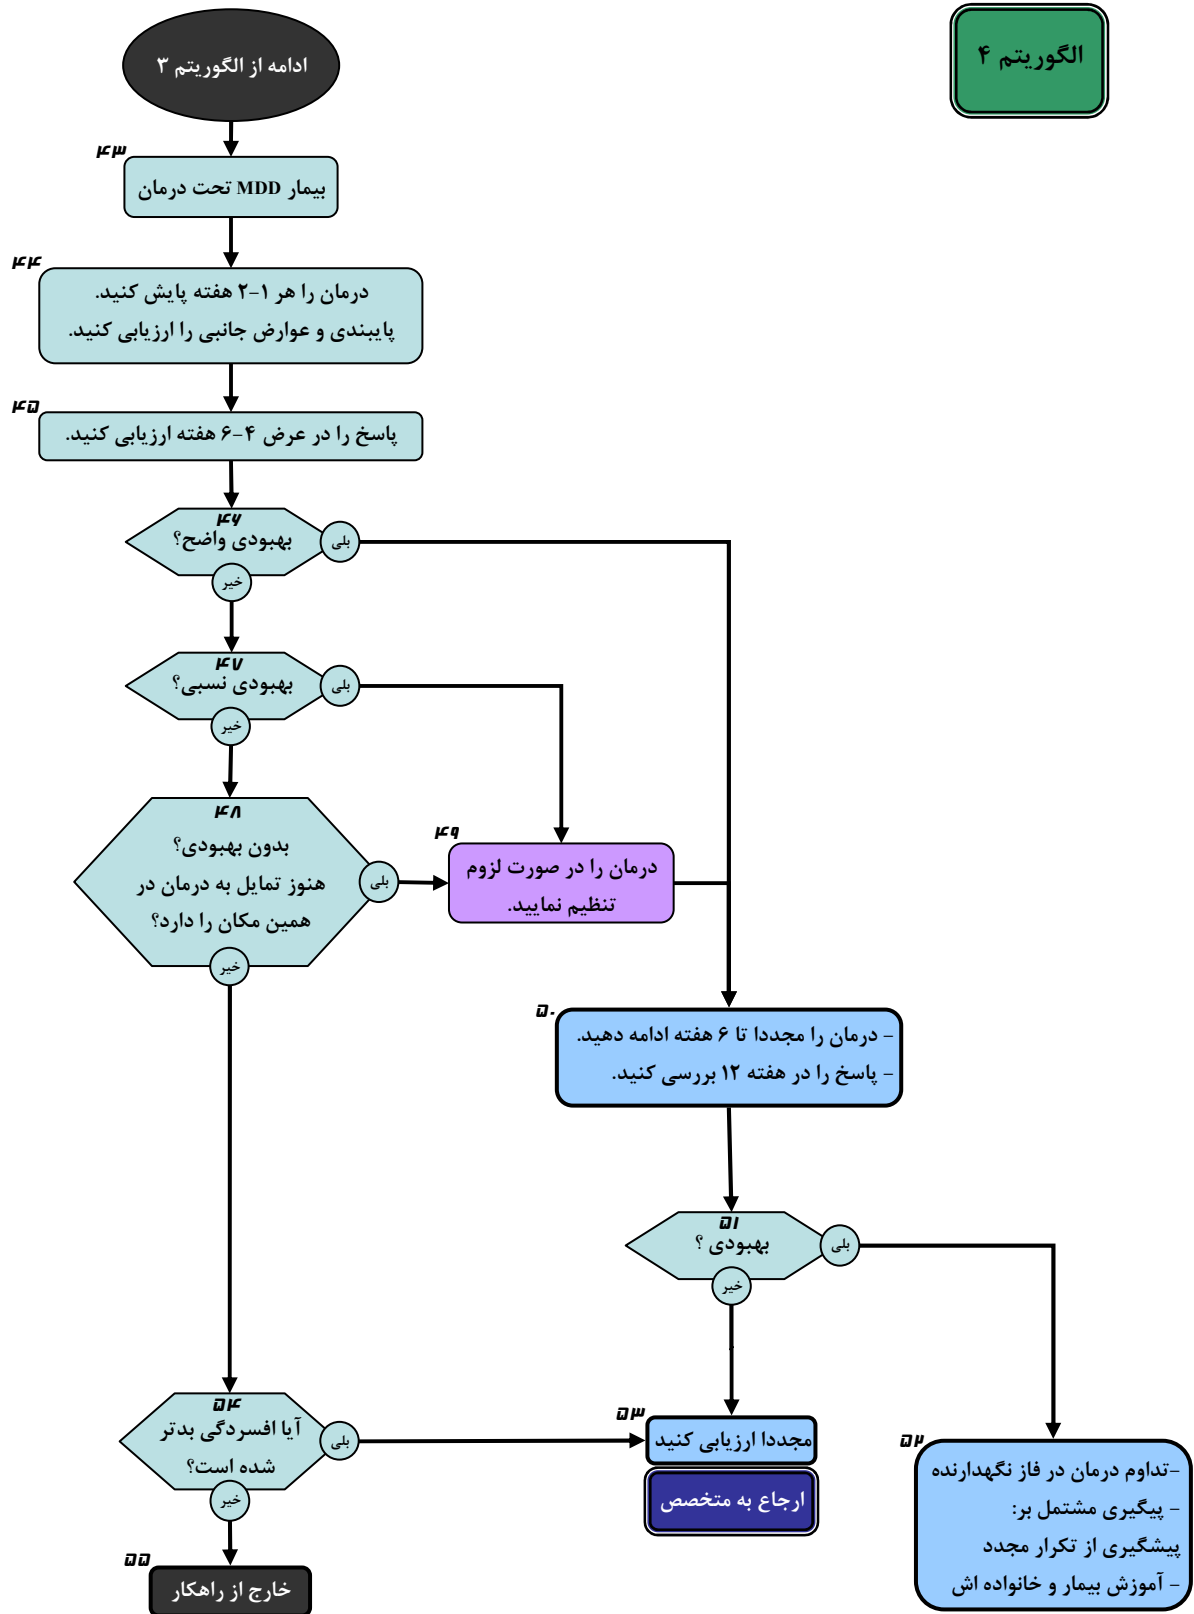 الگوریتم ۴
ادامه از الگوریتم ۳
۴۳
بیمار MDD تحت درمان
۴۴
درمان را هر ۱-۲ هفته پایش کنید.
پایبندی و عوارض جانبی را ارزیابی کنید.
۴۵
پاسخ را در عرض ۴-۶ هفته ارزیابی کنید.
۴۶
بهبودی واضح؟
بلی
خیر
۴۷
بهبودی نسبی؟
بلی
خیر
۴۸
بدون بهبودی؟
هنوز تمایل به درمان در
همین مکان را دارد؟
بلی
خیر
۴۹
درمان را در صورت لزوم
تنظیم نمایید.
۵۰
- درمان را مجددا تا ۶ هفته ادامه دهید.
- پاسخ را در هفته ۱۲ بررسی کنید.
۵۱
بهبودی ؟
بلی
خیر
۵۲
-تداوم درمان در فاز نگهدارنده
- پیگیری مشتمل بر:
پیشگیری از تکرار مجدد
- آموزش بیمار و خانواده اش
۵۳
مجددا ارزیابی کنید
ارجاع به متخصص
۵۴
آیا افسردگی بدتر
شده است؟
بلی
خیر
۵۵
خارج از راهکار